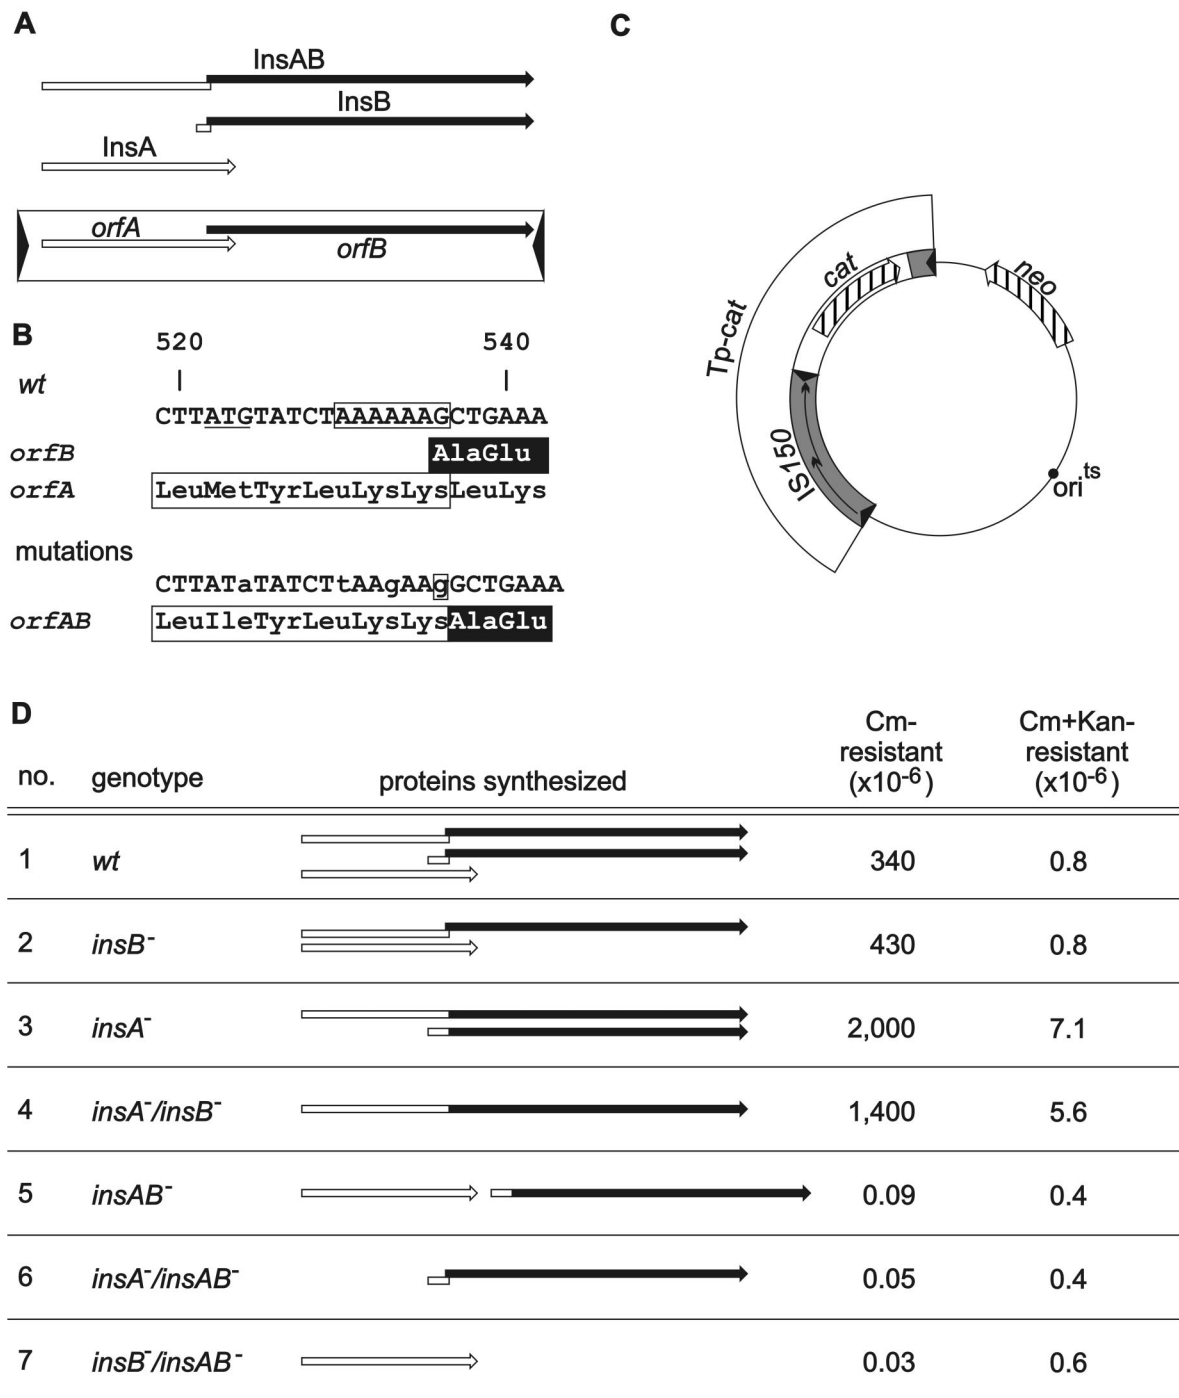 A
InsAB
InsB
InsA
orfA
orfB
B
520 540
wt
CTTATGTATCTAAAAAAGCTGAAA
orfB AlaGlu
orfA LeuMetTyrLeuLysLysLeuLys
mutations
CTTATaTATCTtAAgAAgGCTGAAA
orfAB LeuIleTyrLeuLysLysAlaGlu
C
cat
neo
Tp-cat
IS150
ori^ts
D
no. genotype proteins synthesized Cm-resistant (x10^-6) Cm+Kan-resistant (x10^-6)
1 wt 340 0.8
2 insB⁻ 430 0.8
3 insA⁻ 2,000 7.1
4 insA⁻/insB⁻ 1,400 5.6
5 insAB⁻ 0.09 0.4
6 insA⁻/insAB⁻ 0.05 0.4
7 insB⁻/insAB⁻ 0.03 0.6